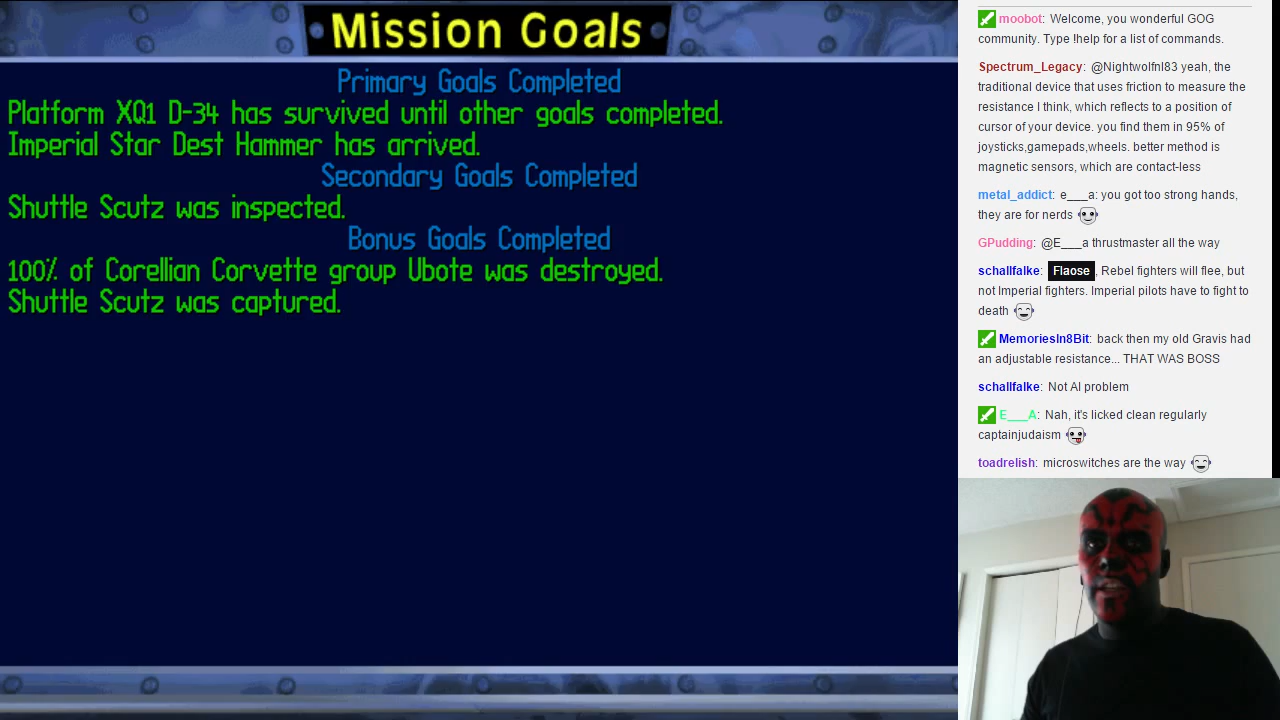 Mission Goals
Primary Goals Completed
Platform XQ1 D-34 has survived until other goals completed.
Imperial Star Dest Hammer has arrived.
Secondary Goals Completed
Shuttle Scutz was inspected.
Bonus Goals Completed
100% of Corellian Corvette group Ubote was destroyed.
Shuttle Scutz was captured.
moobot: Welcome, you wonderful GOG
community. Type !help for a list of commands.
Spectrum_Legacy: @Nightwolfnl83 yeah, the
traditional device that uses friction to measure the
resistance I think, which reflects to a position of
cursor of your device. you find them in 95% of
joysticks,gamepads,wheels. better method is
magnetic sensors, which are contact-less
metal_addict: e___a: you got too strong hands,
they are for nerds
GPudding: @E___a thrustmaster all the way
schallfalke: Flaose, Rebel fighters will flee, but
not Imperial fighters. Imperial pilots have to fight to
death
MemoriesIn8Bit: back then my old Gravis had
an adjustable resistance... THAT WAS BOSS
schallfalke: Not AI problem
E___A: Nah, it's licked clean regularly
captainjudaism
toadrelish: microswitches are the way